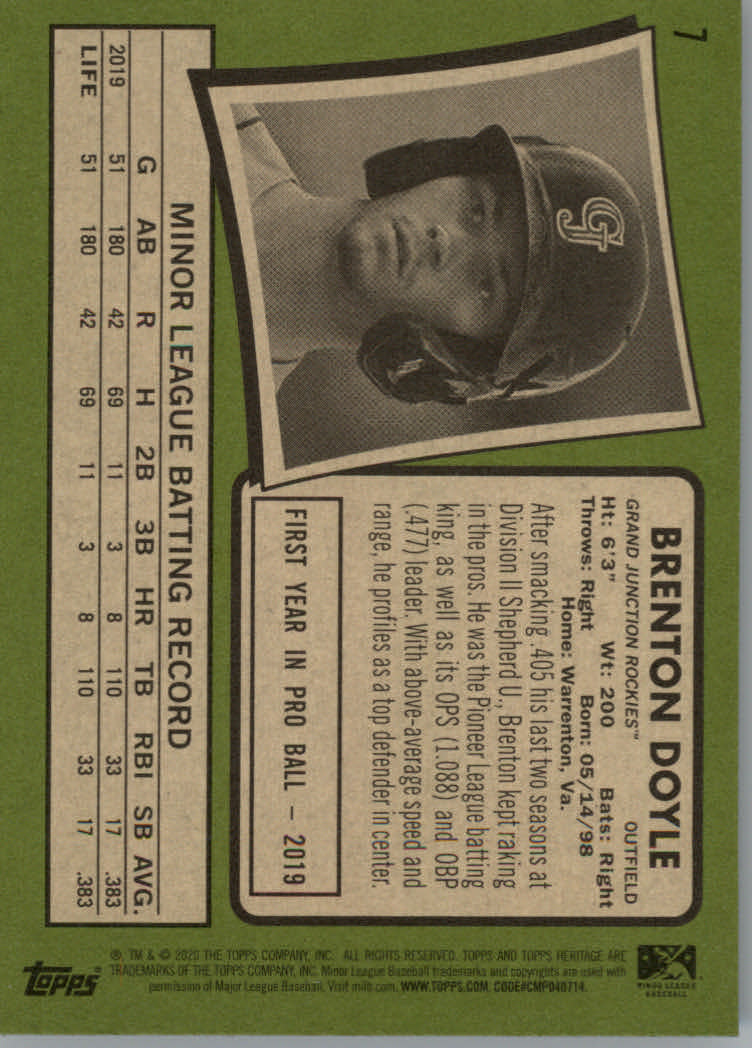 7
GJ
BRENTON DOYLE
GRAND JUNCTION ROCKIES™ OUTFIELD
Ht: 6'3" Wt: 200 Bats: Right
Throws: Right Born: 05/14/98
Home: Warrenton, Va.
After smacking .405 his last two seasons at
Division II Shepherd U., Brenton kept raking
in the pros. He was the Pioneer League batting
king, as well as its OPS (1.088) and OBP
(.477) leader. With above-average speed and
range, he profiles as a top defender in center.
FIRST YEAR IN PRO BALL – 2019
MINOR LEAGUE BATTING RECORD
G AB R H 2B 3B HR TB RBI SB AVG.
2019 51 180 42 69 11 3 8 110 33 17 .383
LIFE 51 180 42 69 11 3 8 110 33 17 .383
MINOR LEAGUE
BASEBALL
®, TM & © 2020 THE TOPPS COMPANY, INC. ALL RIGHTS RESERVED. TOPPS AND TOPPS HERITAGE ARE
TRADEMARKS OF THE TOPPS COMPANY, INC. Minor League Baseball trademarks and copyrights are used with
permission of Major League Baseball. Visit milb.com. WWW.TOPPS.COM. CODE#CMP040714.
Topps®